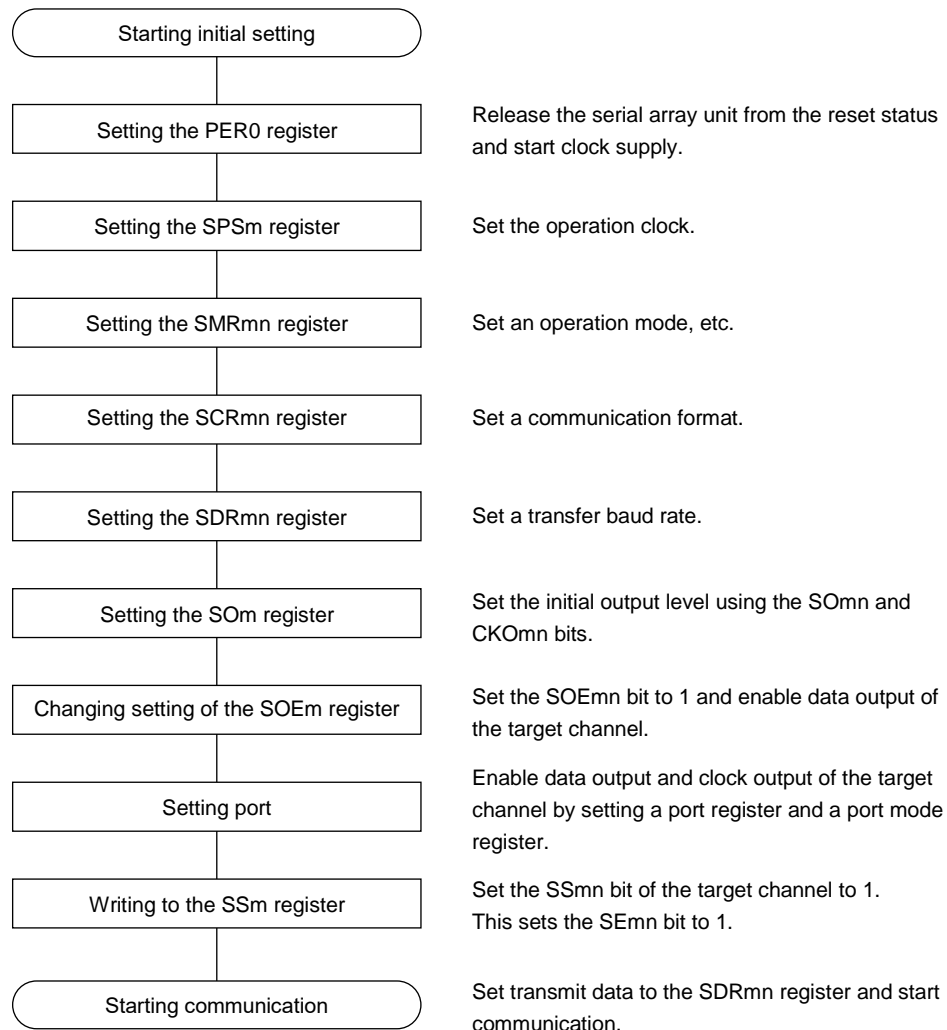 Starting initial setting
Setting the PER0 register
Release the serial array unit from the reset status
and start clock supply.
Setting the SPSm register
Set the operation clock.
Setting the SMRmn register
Set an operation mode, etc.
Setting the SCRmn register
Set a communication format.
Setting the SDRmn register
Set a transfer baud rate.
Setting the SOm register
Set the initial output level using the SOmn and
CKOmn bits.
Changing setting of the SOEm register
Set the SOEmn bit to 1 and enable data output of
the target channel.
Setting port
Enable data output and clock output of the target
channel by setting a port register and a port mode
register.
Writing to the SSm register
Set the SSmn bit of the target channel to 1.
This sets the SEmn bit to 1.
Starting communication
Set transmit data to the SDRmn register and start
communication.